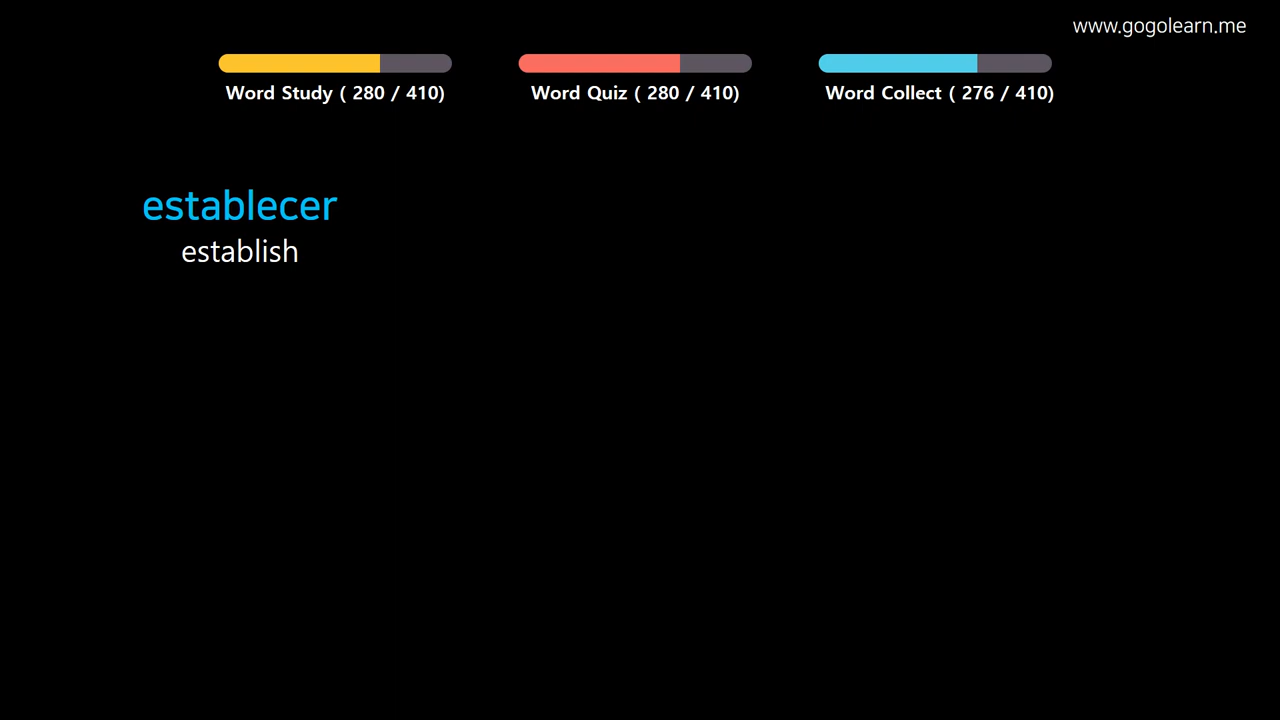 www.gogolearn.me
Word Study ( 280 / 410)
Word Quiz ( 280 / 410)
Word Collect ( 276 / 410)
establecer
establish